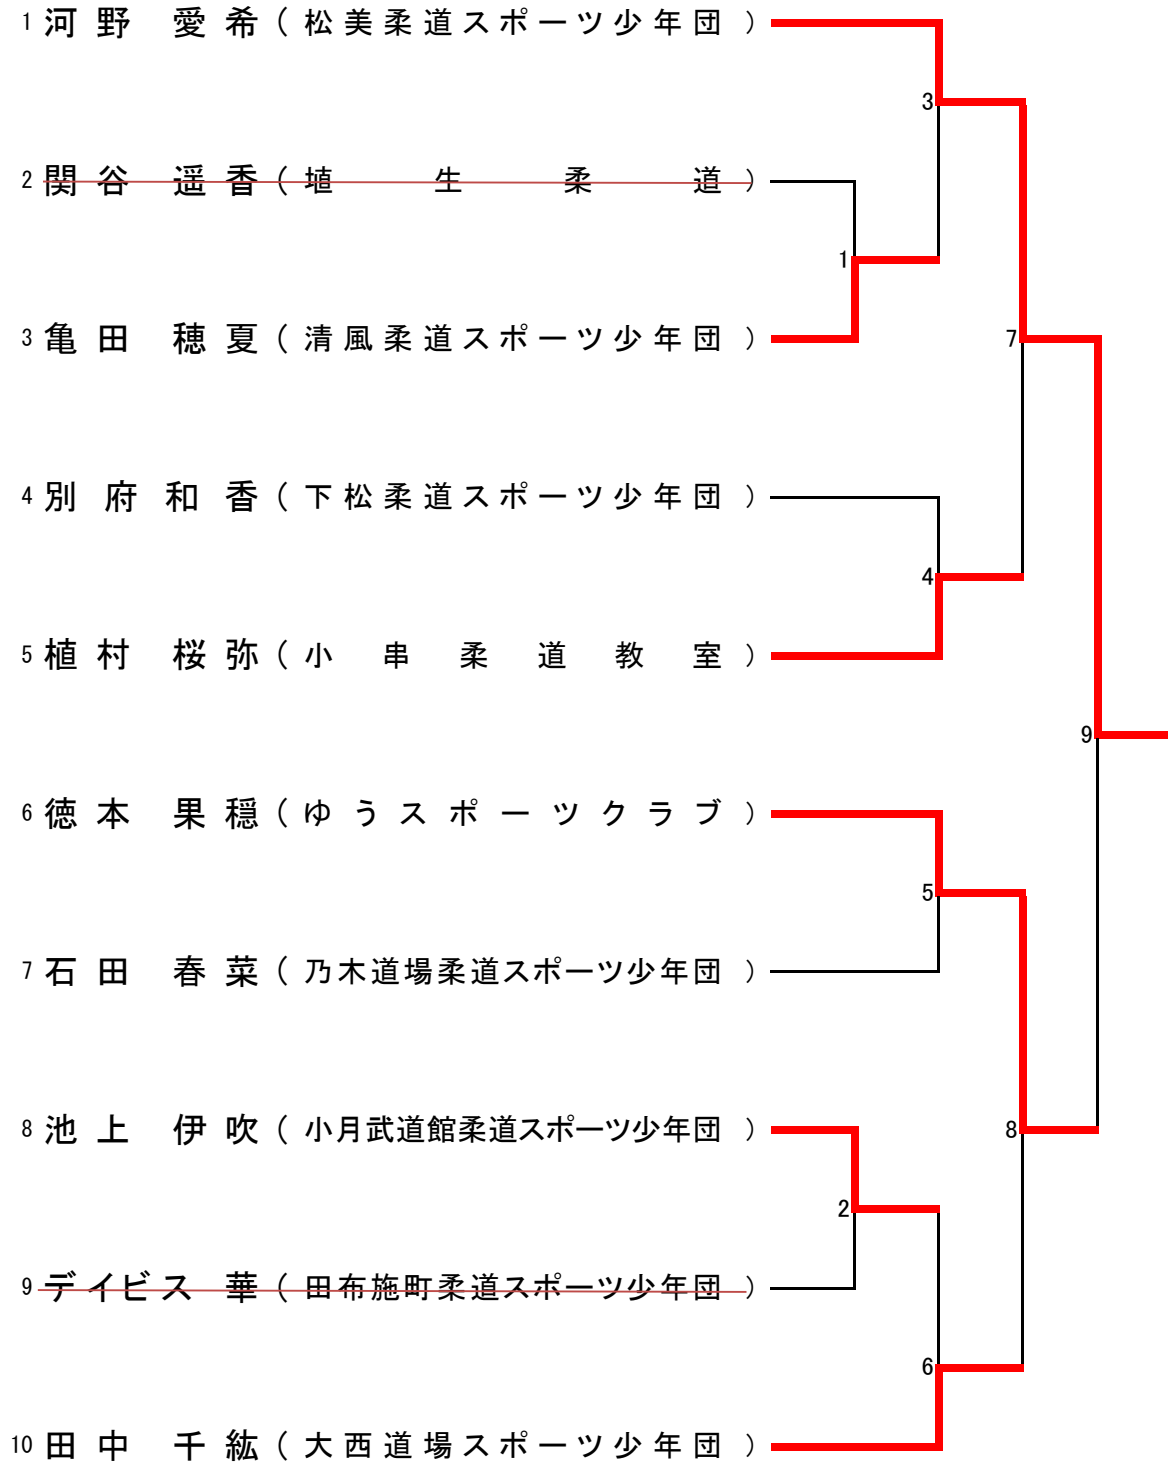 1 河野 愛希(松美柔道スポーツ少年団)
3
2 関谷 遥香(埴生柔道)
1
3 亀田 穂夏(清風柔道スポーツ少年団)
7
4 別府和香(下松柔道スポーツ少年団)
4
5 植村 桜弥(小串柔道教室)
9
6 徳本 果穏(ゆうスポーツクラブ)
5
7 石田 春菜(乃木道場柔道スポーツ少年団)
8 池上 伊吹(小月武道館柔道スポーツ少年団)
8
2
9 デイビス 華(田布施町柔道スポーツ少年団)
6
10 田中 千紘(大西道場スポーツ少年団)